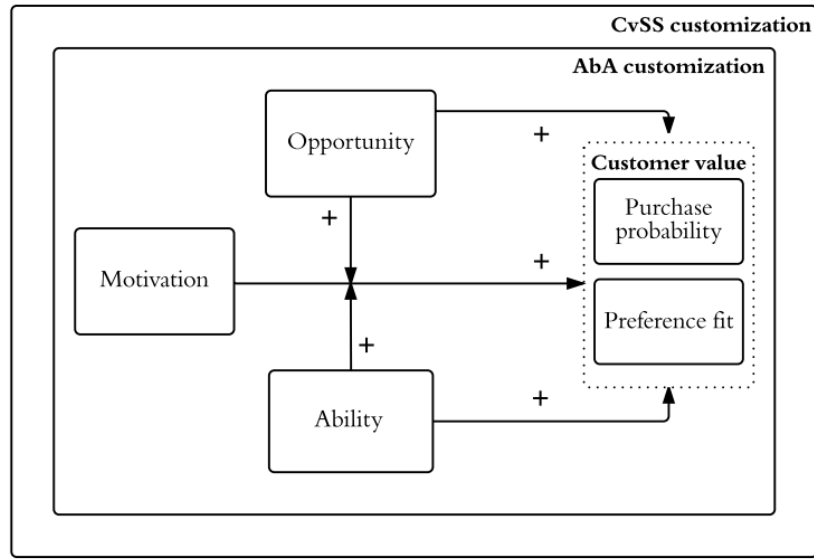 CvSS customization
AbA customization
Opportunity
+
Customer value
+
Purchase
probability
Motivation
+
Preference fit
+
Ability
+